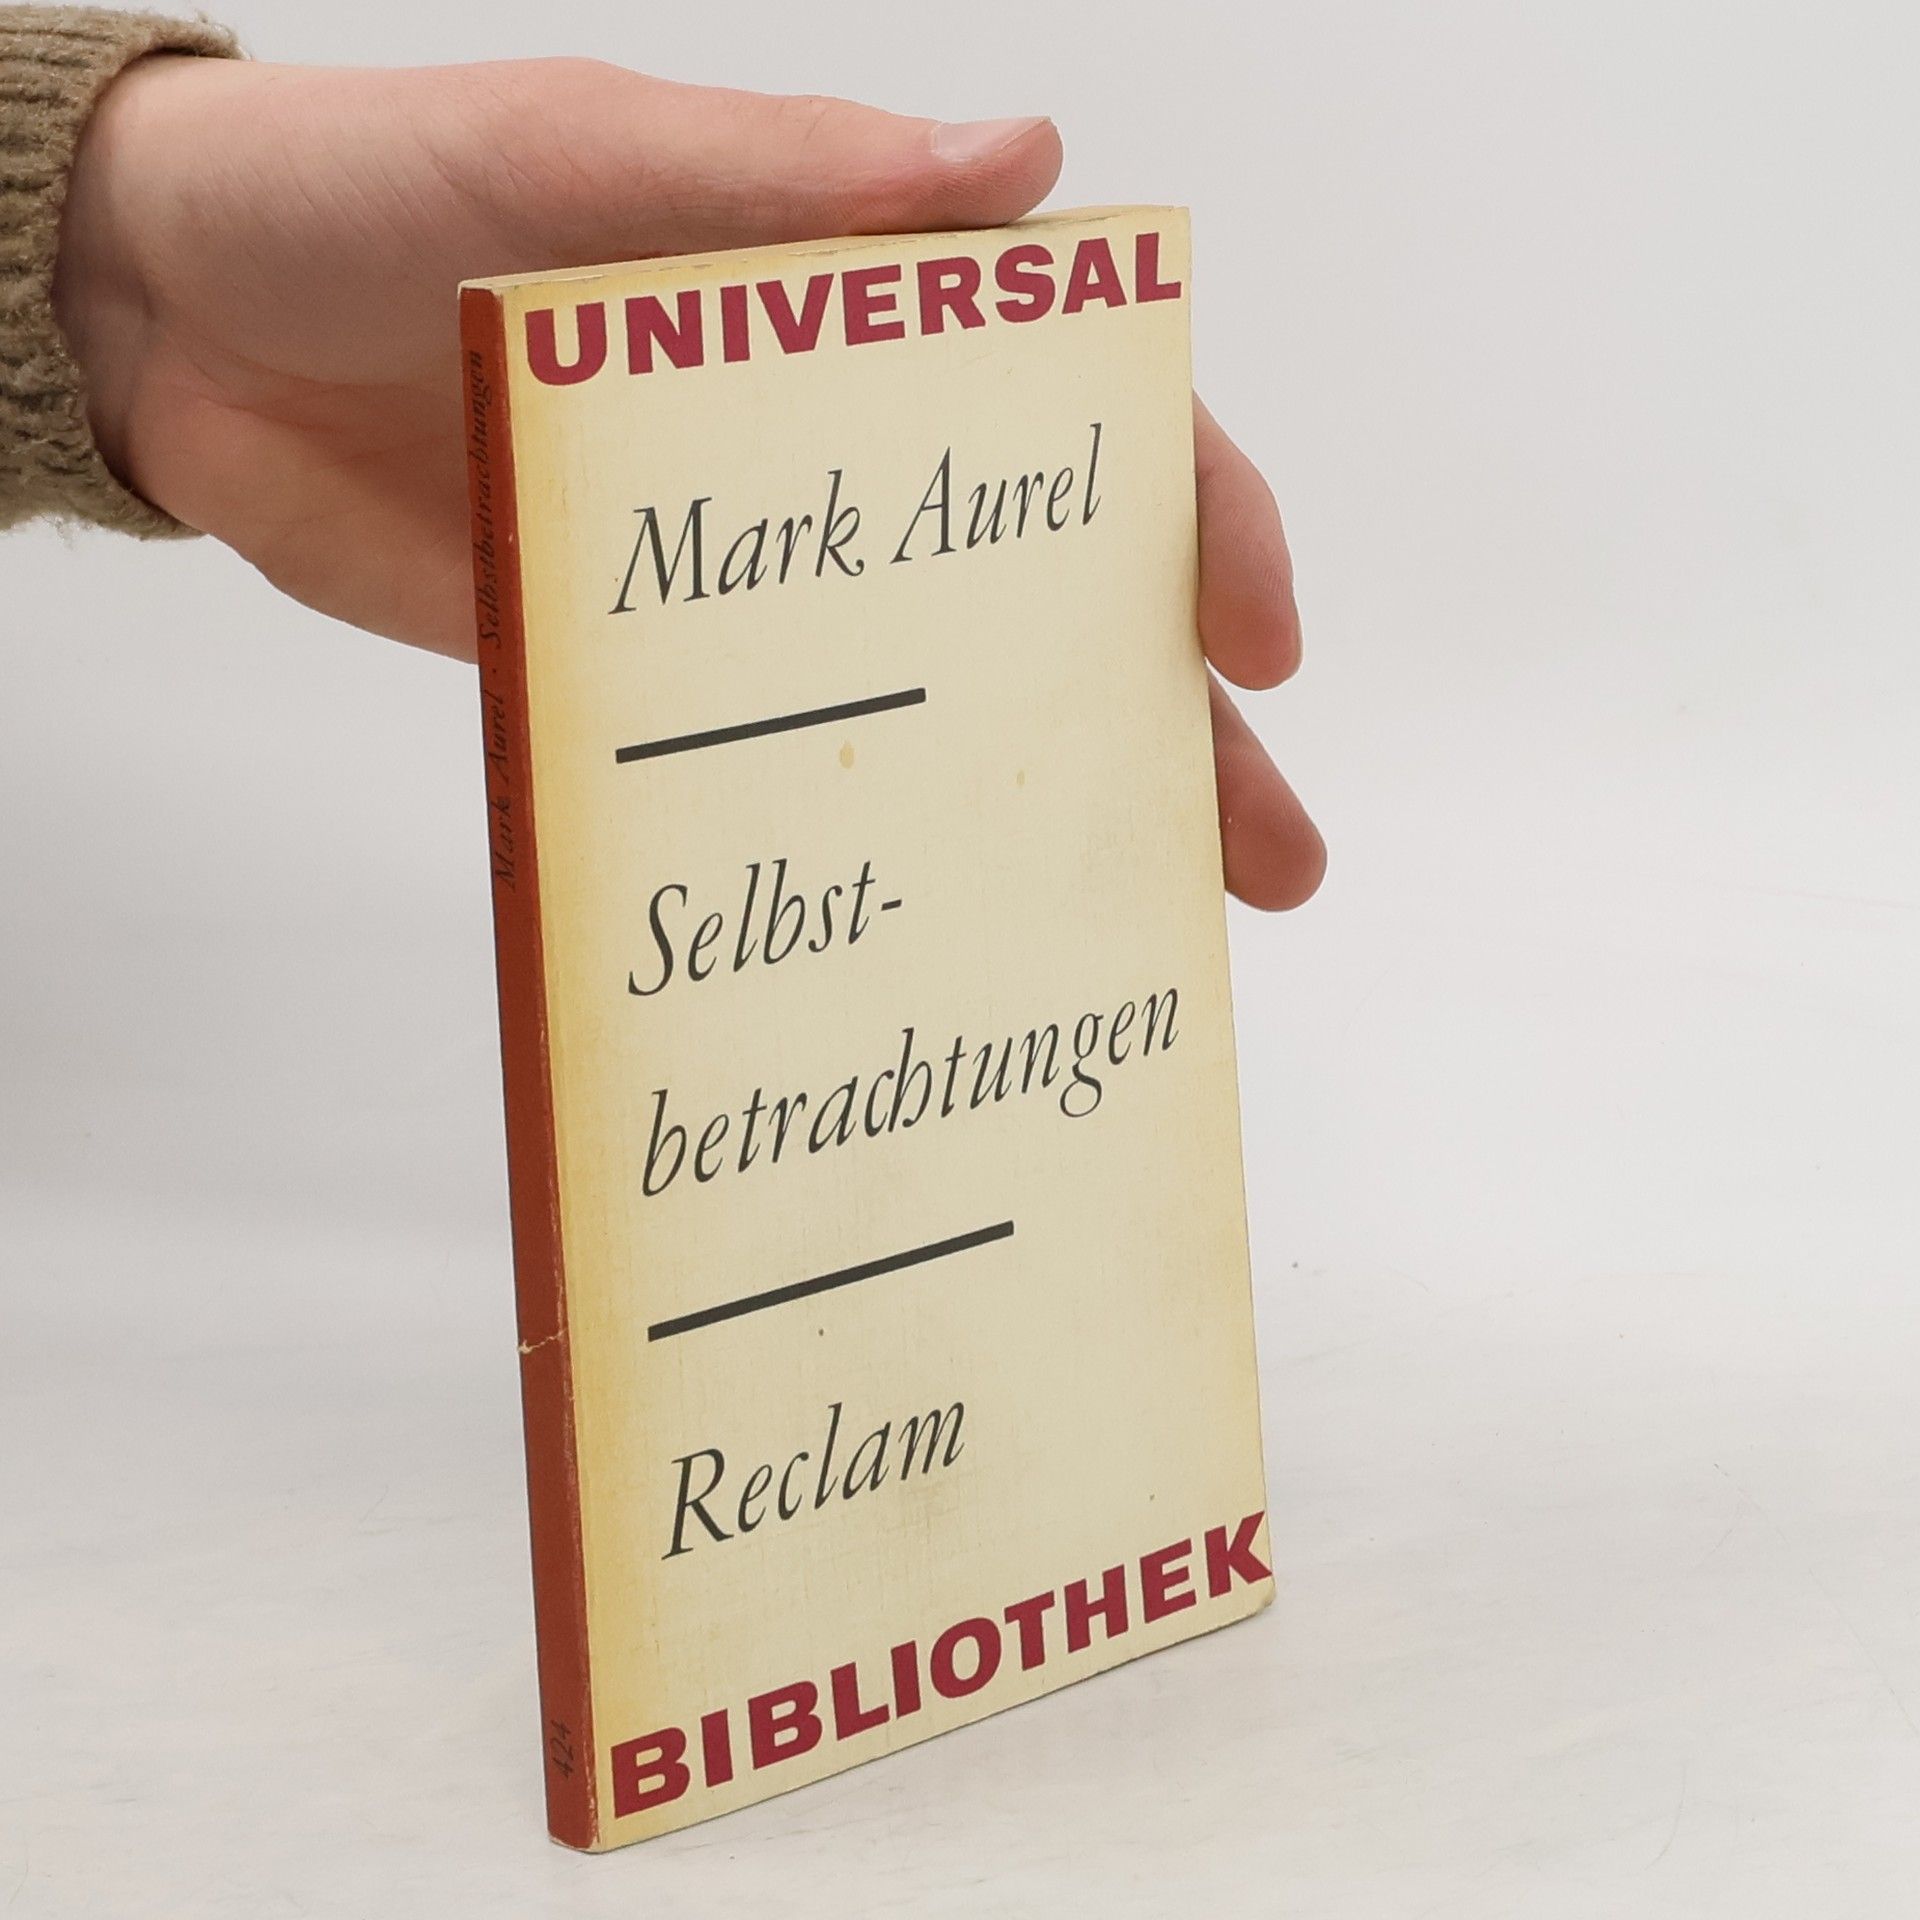 UNIVERSAL
Mark Aurel
Selbst-
betrachtungen
Reclam
BIBLIOTHEK
Mark Aurel · Selbstbetrachtungen
424